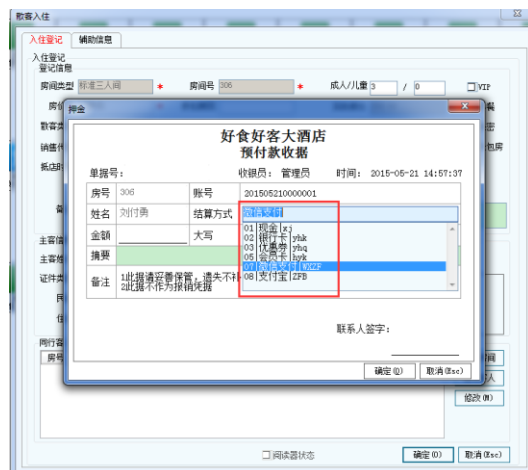 散客入住
入住登记 辅助信息
入住登记
登记信息
房间类型 标准三人间 * 房间号 306 * 成人/儿童 3 / 0 VIP
押金
好食好客大酒店
预付款收据
单据号: 收银员: 管理员 时间: 2015-05-21 14:57:37
房号 306 账号 201505210000001
姓名 刘付勇 结算方式 微信支付
01|现金|xj
02|银行卡|yhk
03|优惠券|yhq
05|会员卡|hyk
07|微信支付|WXZF
08|支付宝|ZFB
金额 大写
摘要
备注 1此据请妥善保管, 遗失不补
2此据不作为报销凭据
联系人签字:
确定(O) 取消(Esc)
修改(M)
阅读器状态 确定(O) 取消(Esc)